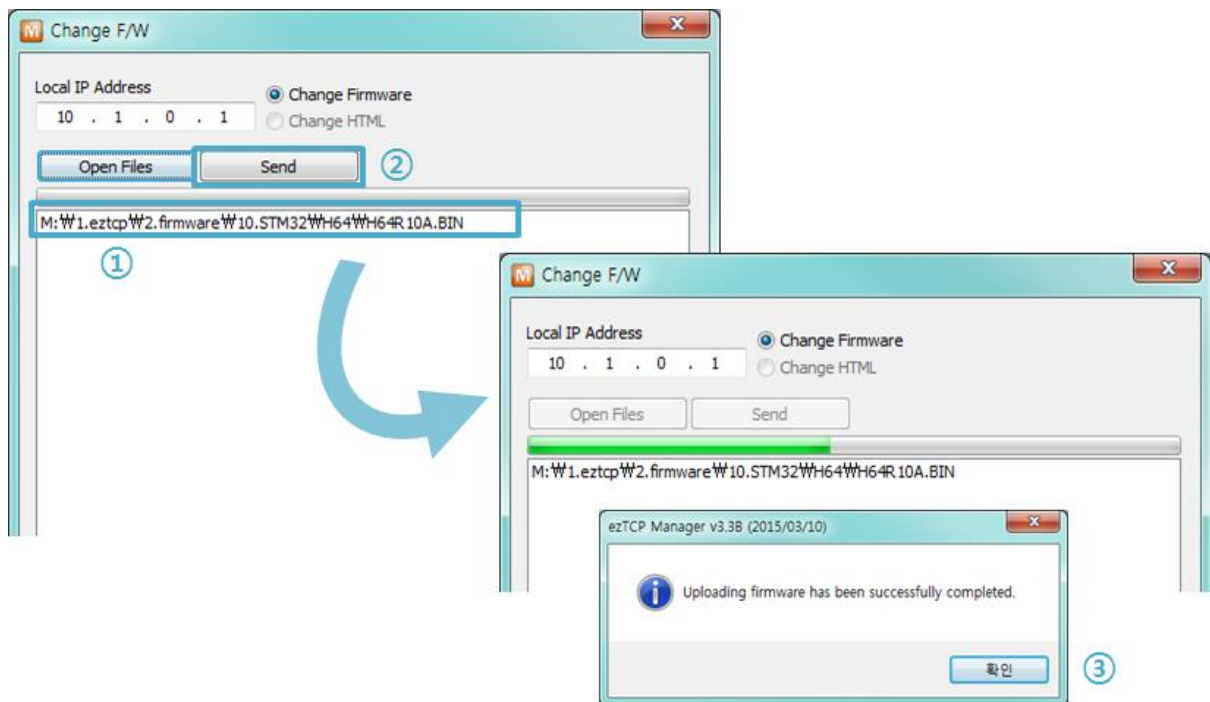 Change F/W
x
Local IP Address
Change Firmware
10 . 1 . 0 . 1
Change HTML
Open Files
Send
②
M:₩1.eztcp₩2.firmware₩10.STM32₩H64₩H64R10A.BIN
①
Change F/W
x
Local IP Address
Change Firmware
10 . 1 . 0 . 1
Change HTML
Open Files
Send
M:₩1.eztcp₩2.firmware₩10.STM32₩H64₩H64R10A.BIN
ezTCP Manager v3.3B (2015/03/10)
x
Uploading firmware has been successfully completed.
확인
③